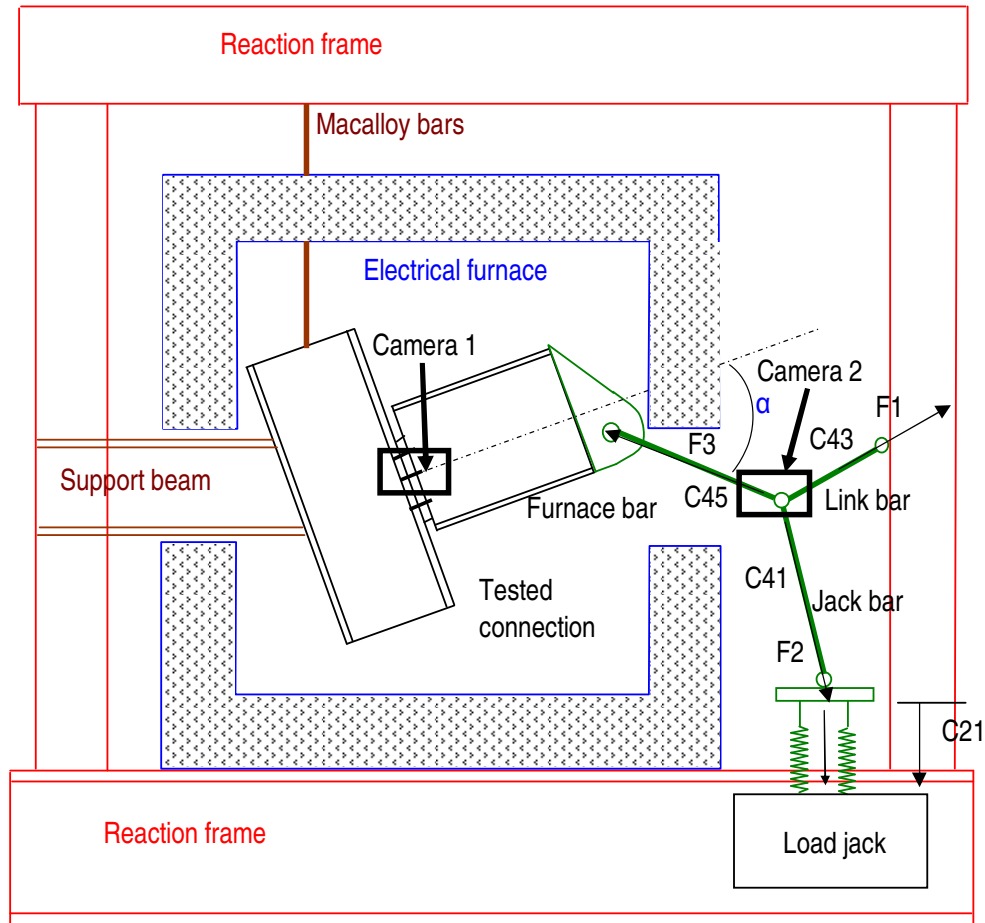 Reaction frame
Macalloy bars
Electrical furnace
Camera 1
Camera 2
α
F1
F3
C43
Support beam
C45
Link bar
Furnace bar
C41
Tested
connection
Jack bar
F2
C21
Reaction frame
Load jack